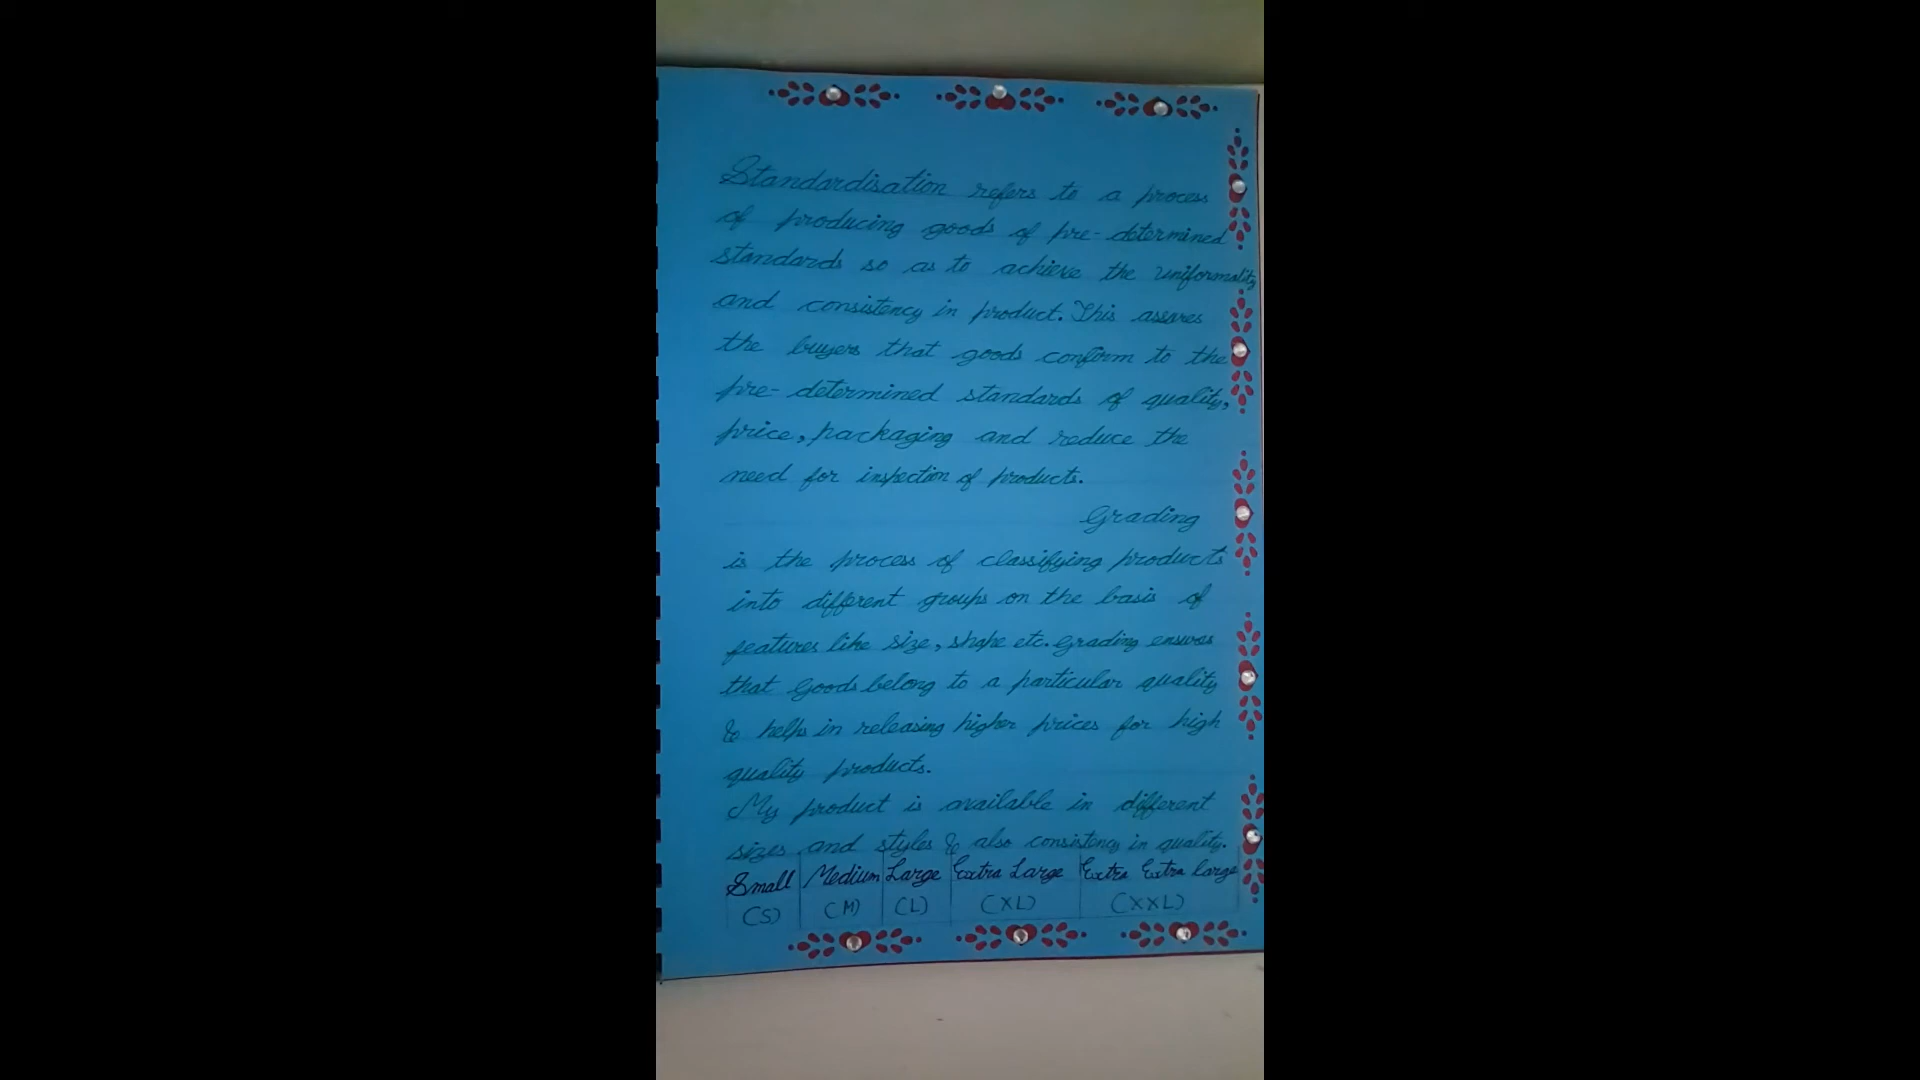 Standardisation refers to a process
of producing goods of pre-determined
standards so as to achieve the uniformality
and consistency in product. This assures
the buyers that goods confirm to the
pre-determined standards of quality,
price, packaging and reduce the
need for inspection of products.
Grading
is the process of classifying products
into different groups on the basis of
features like size, shape etc. Grading ensures
that Goods belong to a particular quality
& helps in releasing higher prices for high
quality products.
My product is available in different
sizes and styles & also consistency in quality.
Small Medium Large Extra Large Extra Extra large
(S) (M) (L) (XL) (XXL)